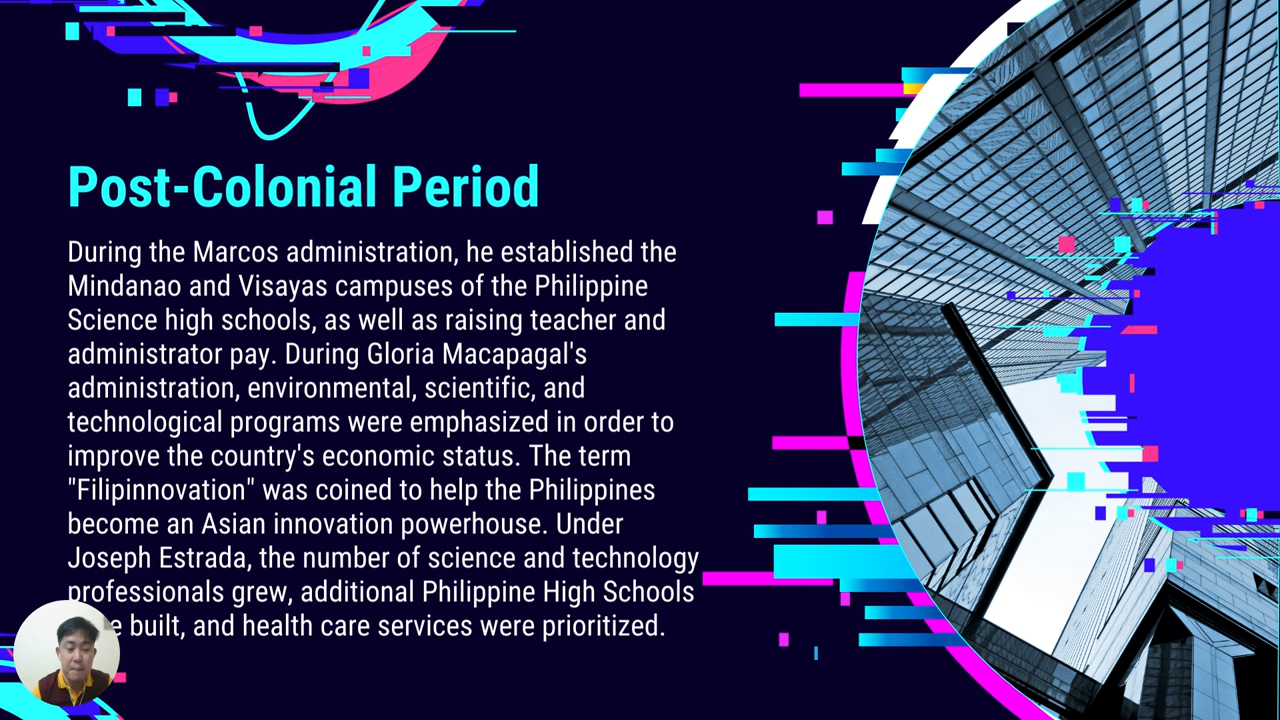 Post-Colonial Period
During the Marcos administration, he established the
Mindanao and Visayas campuses of the Philippine
Science high schools, as well as raising teacher and
administrator pay. During Gloria Macapagal's
administration, environmental, scientific, and
technological programs were emphasized in order to
improve the country's economic status. The term
"Filipinnovation" was coined to help the Philippines
become an Asian innovation powerhouse. Under
Joseph Estrada, the number of science and technology
professionals grew, additional Philippine High Schools
built, and health care services were prioritized.